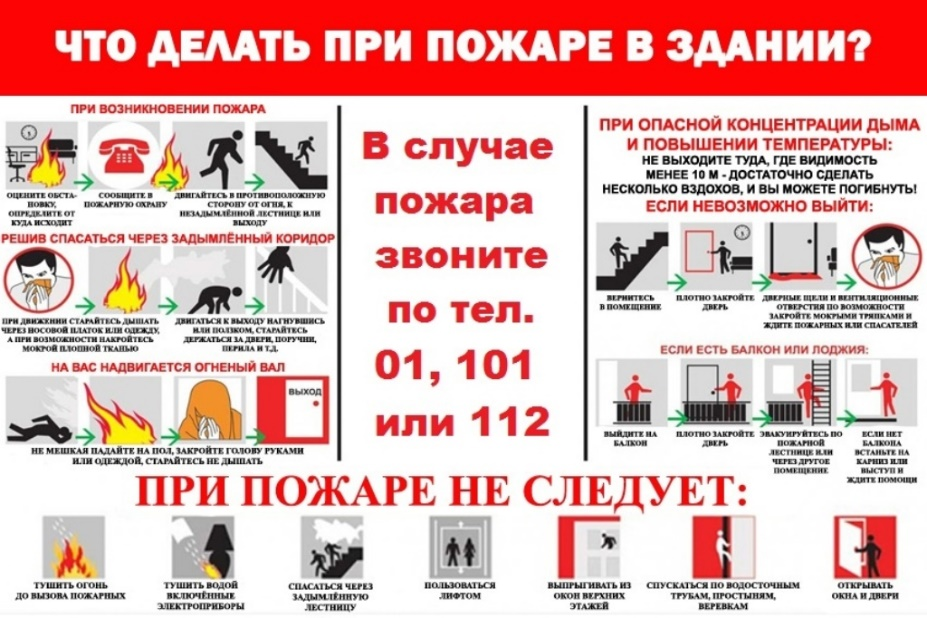 ЧТО ДЕЛАТЬ ПРИ ПОЖАРЕ В ЗДАНИИ?
ПРИ ВОЗНИКНОВЕНИИ ПОЖАРА
ОЦЕНИТЕ ОБСТА-
НОВКУ,
ОПРЕДЕЛИТЕ ОТ
КУДА ИСХОДИТ
СООБЩИТЕ В
ПОЖАРНУЮ ОХРАНУ
ДВИГАЙТЕСЬ В ПРОТИВОПОЛОЖНУЮ
СТОРОНУ ОТ ОГНЯ, К
НЕЗАДЫМЛЁННОЙ ЛЕСТНИЦЕ ИЛИ
ВЫХОДУ
РЕШИВ СПАСАТЬСЯ ЧЕРЕЗ ЗАДЫМЛЁННЫЙ КОРИДОР
ПРИ ДВИЖЕНИИ СТАРАЙТЕСЬ ДЫШАТЬ
ЧЕРЕЗ НОСОВОЙ ПЛАТОК ИЛИ ОДЕЖДУ,
А ПРИ ВОЗМОЖНОСТИ НАКРОЙТЕСЬ
МОКРОЙ ПЛОПНОЙ ТКАНЬЮ
ДВИГАТЬСЯ К ВЫХОДУ НАГНУВШИСЬ
ИЛИ ПОЛЗКОМ, СТАРАЙТЕСЬ
ДЕРЖАТЬСЯ ЗА ДВЕРИ, ПОРУЧНИ,
ПЕРИЛА И Т.Д.
НА ВАС НАДВИГАЕТСЯ ОГНЕНЫЙ ВАЛ
ВЫХОД
НЕ МЕШКАЯ ПАДАЙТЕ НА ПОЛ, ЗАКРОЙТЕ ГОЛОВУ РУКАМИ
ИЛИ ОДЕЖДОЙ, СТАРАЙТЕСЬ НЕ ДЫШАТЬ
В случае
пожара
звоните
по тел.
01, 101
или 112
ПРИ ОПАСНОЙ КОНЦЕНТРАЦИИ ДЫМА
И ПОВЫШЕНИИ ТЕМПЕРАТУРЫ:
НЕ ВЫХОДИТЕ ТУДА, ГДЕ ВИДИМОСТЬ
МЕНЕЕ 10 М - ДОСТАТОЧНО СДЕЛАТЬ
НЕСКОЛЬКО ВЗДОХОВ, И ВЫ МОЖЕТЕ ПОГИБНУТЬ!
ЕСЛИ НЕВОЗМОЖНО ВЫЙТИ:
ВЕРНИТЕСЬ
В ПОМЕЩЕНИЕ
ПЛОТНО ЗАКРОЙТЕ
ДВЕРЬ
ДВЕРНЫЕ ЩЕЛИ И ВЕНТИЛЯЦИОННЫЕ
ОТВЕРСТИЯ ПО ВОЗМОЖНОСТИ
ЗАКРОЙТЕ МОКРЫМИ ТРЯПКАМИ И
ЖДИТЕ ПОЖАРНЫХ ИЛИ СПАСАТЕЛЕЙ
ЕСЛИ ЕСТЬ БАЛКОН ИЛИ ЛОДЖИЯ:
ВЫЙДИТЕ НА
БАЛКОН
ПЛОТНО ЗАКРОЙТЕ
ДВЕРЬ
ЭВАКУИРУЙТЕСЬ ПО
ПОЖАРНОЙ
ЛЕСТНИЦЕ ИЛИ
ЧЕРЕЗ ДРУГОЕ
ПОМЕЩЕНИЕ
ЕСЛИ НЕТ
БАЛКОНА
ВСТАНЬТЕ НА
КАРНИЗ ИЛИ
ВЫСТУП И
ЖДИТЕ ПОМОЩИ
ПРИ ПОЖАРЕ НЕ СЛЕДУЕТ:
ТУШИТЬ ОГОНЬ
ДО ВЫЗОВА ПОЖАРНЫХ
ТУШИТЬ ВОДОЙ
ВКЛЮЧЁННЫЕ
ЭЛЕКТРОПРИБОРЫ
СПАСАТЬСЯ ЧЕРЕЗ
ЗАДЫМЛЁННУЮ
ЛЕСТНИЦУ
ПОЛЬЗОВАТЬСЯ
ЛИФТОМ
ВЫПРЫГИВАТЬ ИЗ
ОКОН ВЕРХНИХ
ЭТАЖЕЙ
СПУСКАТЬСЯ ПО ВОДОСТОЧНЫМ
ТРУБАМ, ПРОСТЫНЯМ,
ВЕРЕВКАМ
ОТКРЫВАТЬ
ОКНА И ДВЕРИ